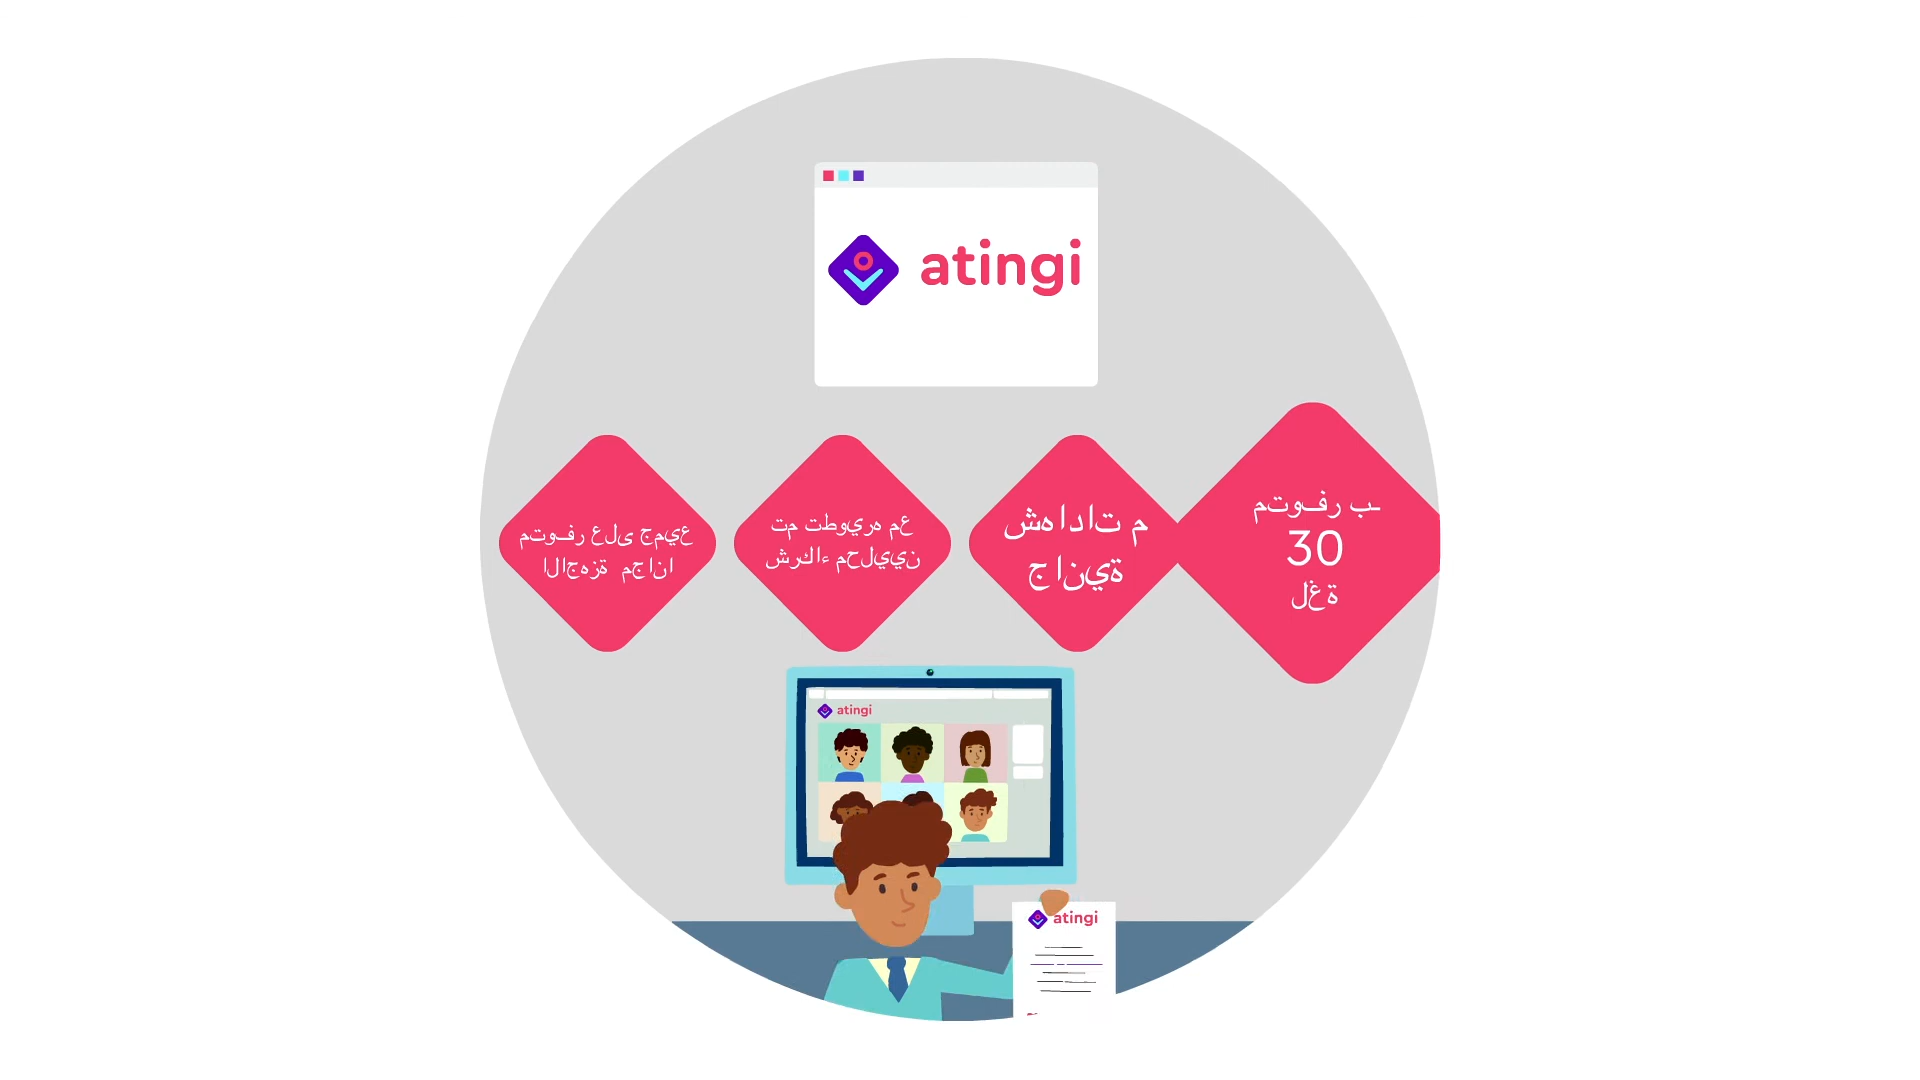 atingi
متوفر على جميع
الاجهزة مجانا
تم تطويره مع
شركاء محليين
شهادات م
جانية
متوفر بـ
30
لغة
atingi
atingi